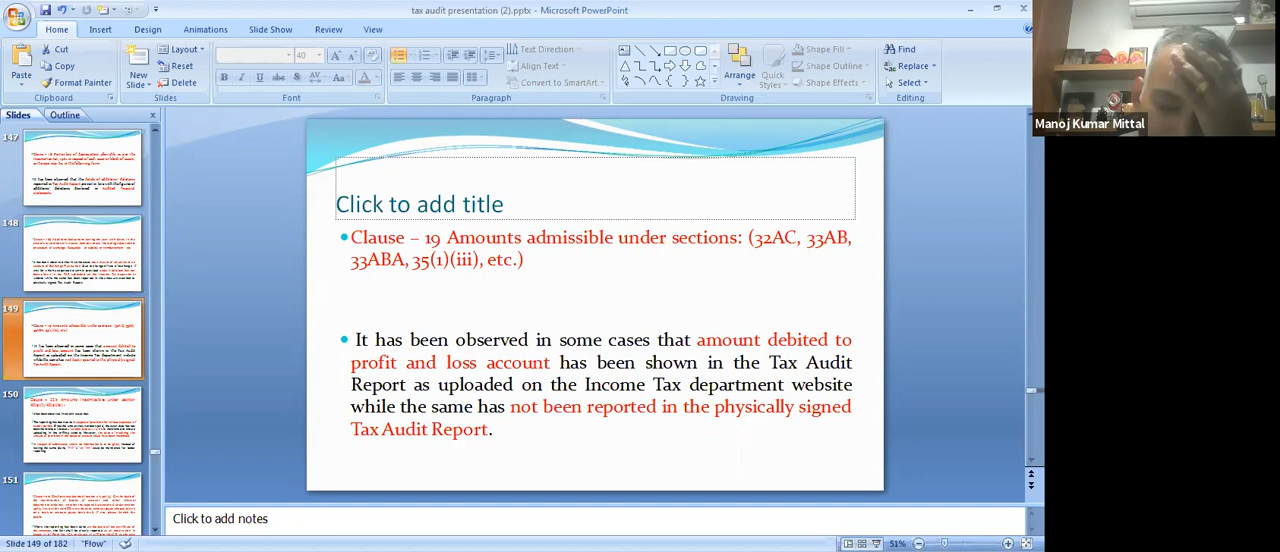 tax audit presentation (2).pptx - Microsoft PowerPoint
Home Insert Design Animations Slide Show Review View
Paste
Cut
Copy
Format Painter
Clipboard
New Slide
Layout
Reset
Delete
Slides
40
Font
Text Direction
Align Text
Convert to SmartArt
Paragraph
Arrange
Quick Styles
Shape Fill
Shape Outline
Shape Effects
Drawing
Find
Replace
Select
Editing
Manoj Kumar Mittal
Slides Outline
147
148
149
150
151
Click to add title
• Clause – 19 Amounts admissible under sections: (32AC, 33AB,
33ABA, 35(1)(iii), etc.)
• It has been observed in some cases that amount debited to
profit and loss account has been shown in the Tax Audit
Report as uploaded on the Income Tax department website
while the same has not been reported in the physically signed
Tax Audit Report.
Click to add notes
Slide 149 of 182 "Flow" 51%